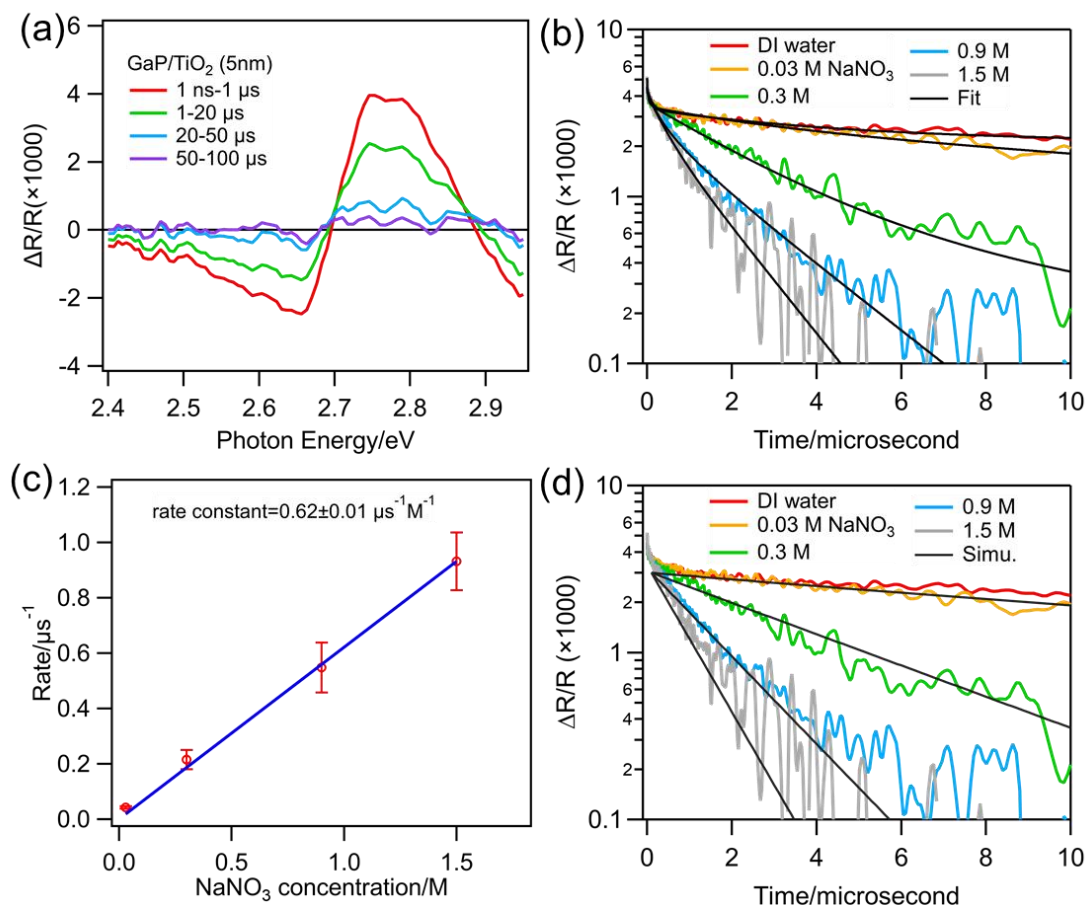 (a)
GaP/TiO₂ (5nm)
1 ns-1 µs
1-20 µs
20-50 µs
50-100 µs
ΔR/R(×1000)
4
2
0
-2
-4
2.4 2.5 2.6 2.7 2.8 2.9
Photon Energy/eV
(b)
DI water
0.03 M NaNO₃
0.3 M
0.9 M
1.5 M
Fit
ΔR/R (×1000)
10
6
4
2
1
6
4
2
0.1
0 2 4 6 8 10
Time/microsecond
(c)
rate constant=0.62±0.01 µs⁻¹M⁻¹
Rate/µs⁻¹
1.2
1.0
0.8
0.6
0.4
0.2
0.0
0.0 0.5 1.0 1.5
NaNO₃ concentration/M
(d)
DI water
0.03 M NaNO₃
0.3 M
0.9 M
1.5 M
Simu.
ΔR/R (×1000)
10
6
4
2
1
6
4
2
0.1
0 2 4 6 8 10
Time/microsecond